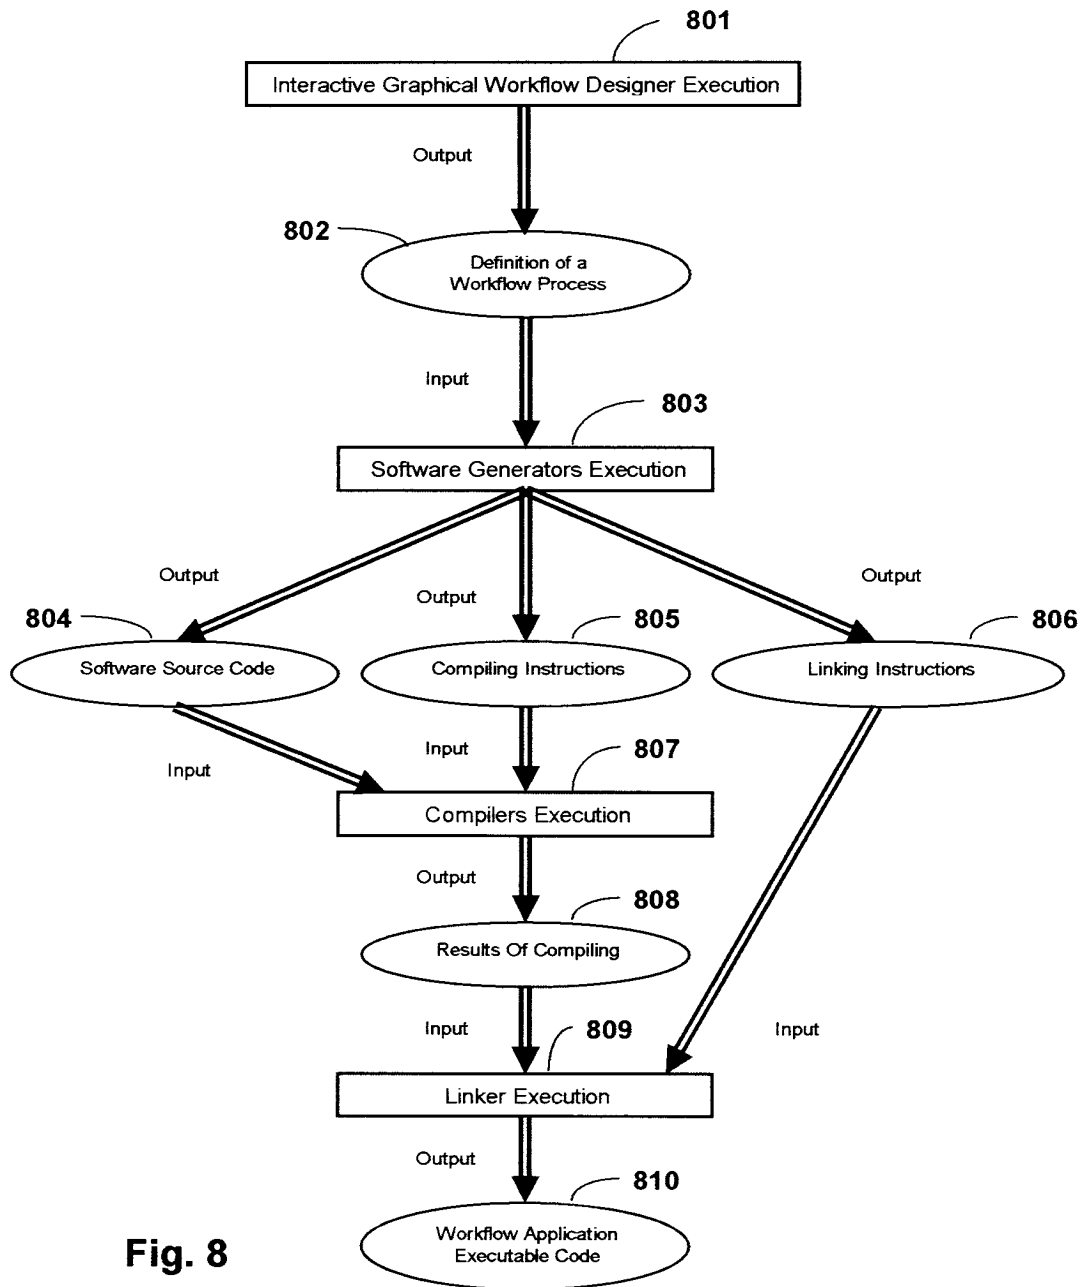 801
Interactive Graphical Workflow Designer Execution
Output
802
Definition of a
Workflow Process
Input
803
Software Generators Execution
Output
Output
Output
804
805
806
Software Source Code
Compiling Instructions
Linking Instructions
Input
Input
807
Compilers Execution
Output
808
Results Of Compiling
Input
809
Input
Linker Execution
Output
810
Workflow Application
Executable Code
Fig. 8